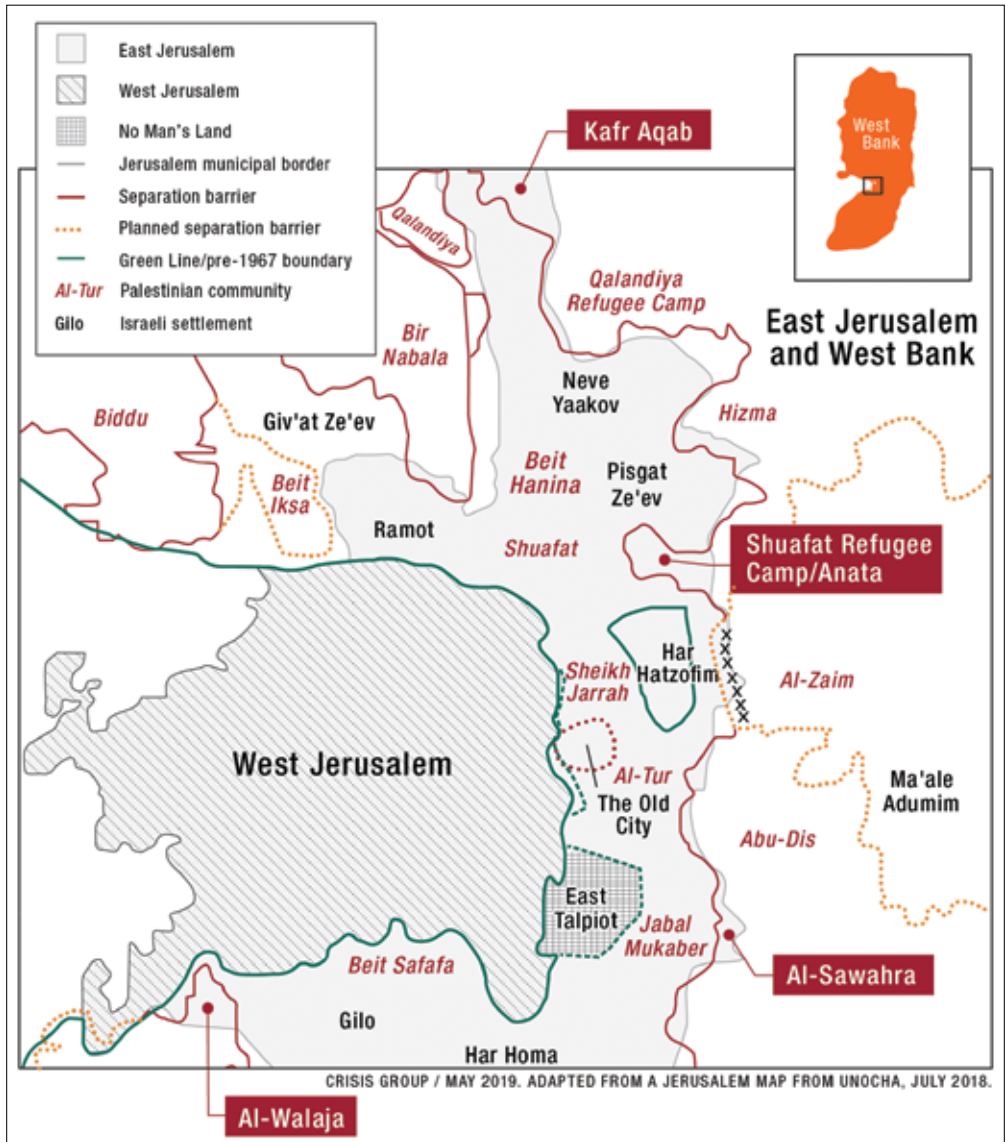 East Jerusalem
West Jerusalem
No Man's Land
Jerusalem municipal border
Separation barrier
Planned separation barrier
Green Line/pre-1967 boundary
Al-Tur Palestinian community
Gilo Israeli settlement
Kafr Aqab
West
Bank
East Jerusalem
and West Bank
Qalandiya
Qalandiya
Refugee Camp
Bir
Nabala
Neve
Yaakov
Biddu
Giv'at Ze'ev
Hizma
Beit
Iksa
Beit
Hanina
Pisgat
Ze'ev
Ramot
Shuafat
Shuafat Refugee
Camp/Anata
Har
Hatzofim
Sheikh
Jarrah
Al-Zaim
X
X
X
X
X
X
X
West Jerusalem
Al-Tur
The Old
City
Ma'ale
Adumim
Abu-Dis
East
Talpiot
Jabal
Mukaber
Beit Safafa
Al-Sawahra
Gilo
Har Homa
CRISIS GROUP / MAY 2019. ADAPTED FROM A JERUSALEM MAP FROM UNOCHA, JULY 2018.
Al-Walaja